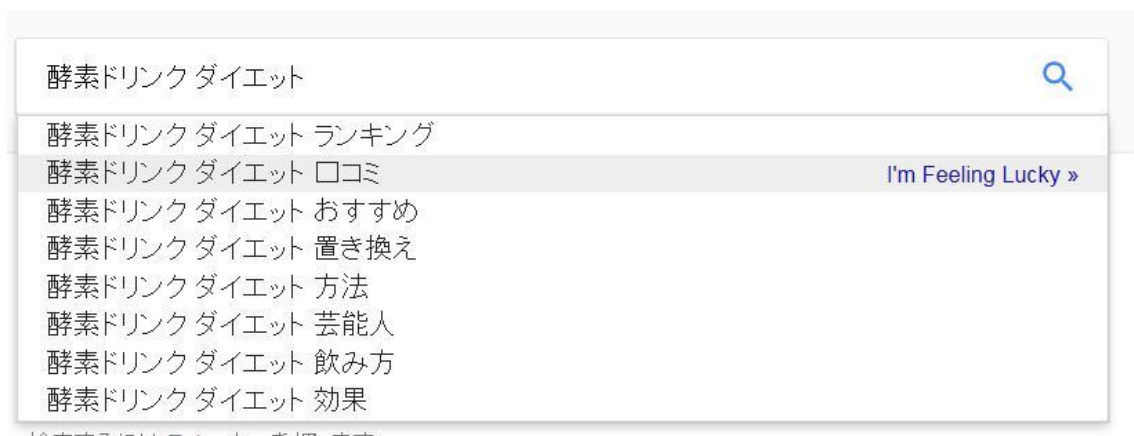 酵素ドリンク ダイエット
酵素ドリンク ダイエット ランキング
酵素ドリンク ダイエット 口コミ
I'm Feeling Lucky »
酵素ドリンク ダイエット おすすめ
酵素ドリンク ダイエット 置き換え
酵素ドリンク ダイエット 方法
酵素ドリンク ダイエット 芸能人
酵素ドリンク ダイエット 飲み方
酵素ドリンク ダイエット 効果